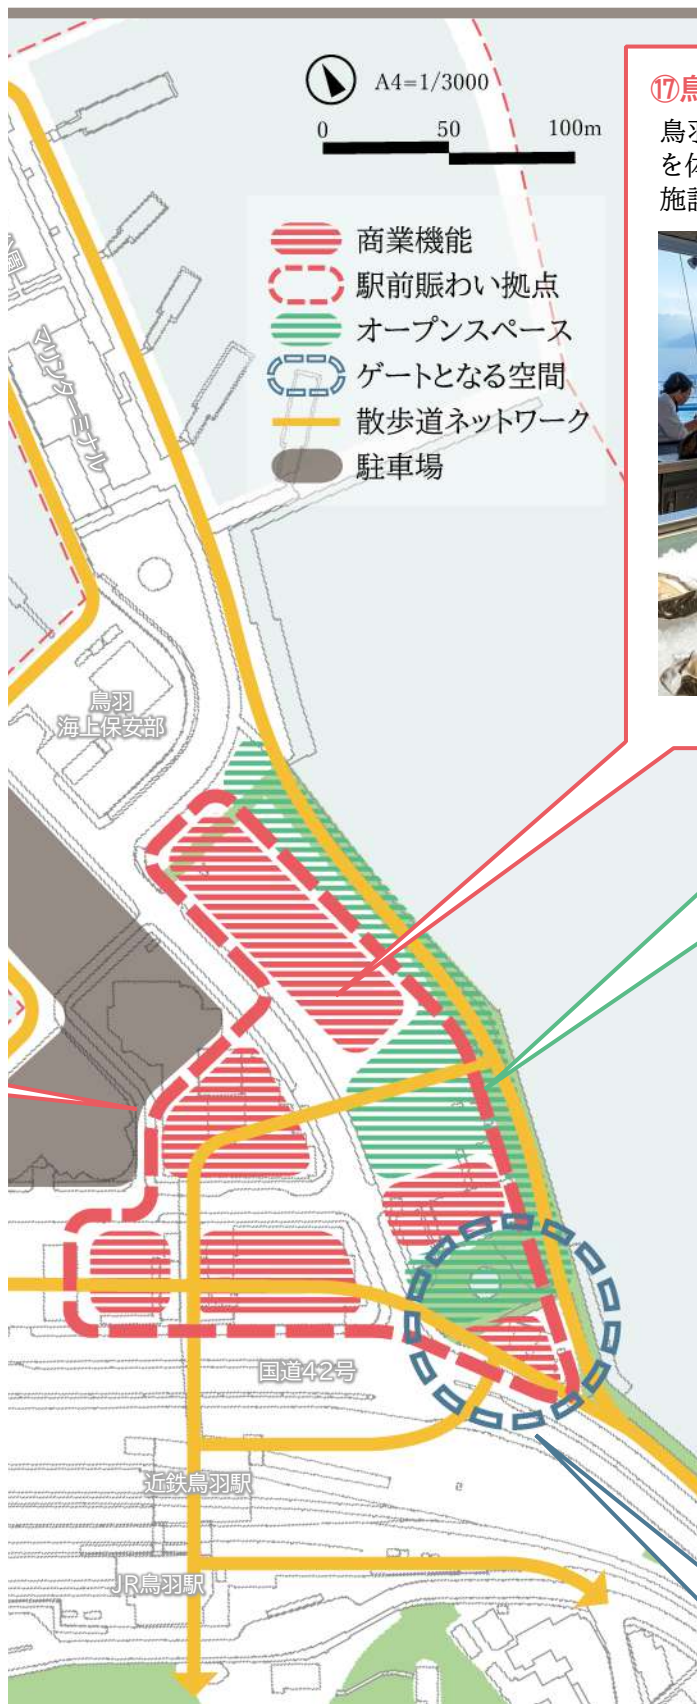 A4=1/3000
0 50 100m
商業機能
駅前賑わい拠点
オープンスペース
ゲートとなる空間
散歩道ネットワーク
駐車場
⑰鳥
鳥羽
を体
施設
公園
マリンターミナル
鳥羽
海上保安部
国道42号
近鉄鳥羽駅
JR鳥羽駅